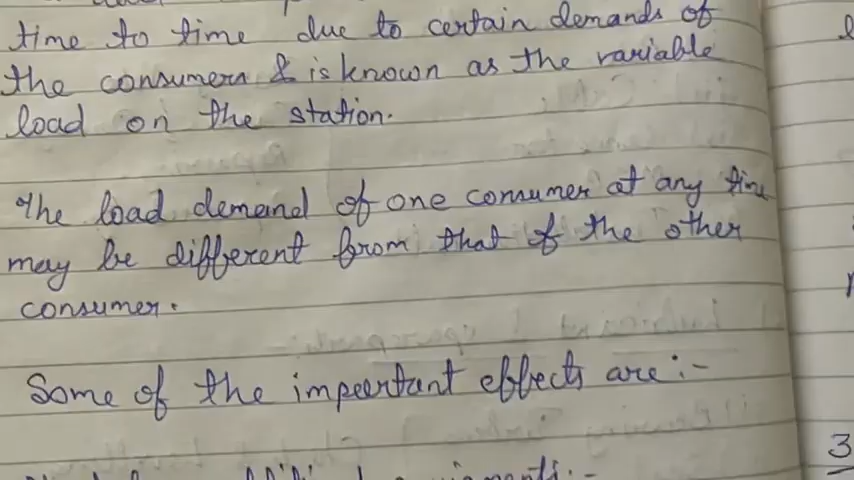 time to time due to certain demands of
the consumers & is known as the variable
load on the station.
The load demand of one consumer at any time
may be different from that of the other
consumer.
Some of the impeertant effects are :-
3